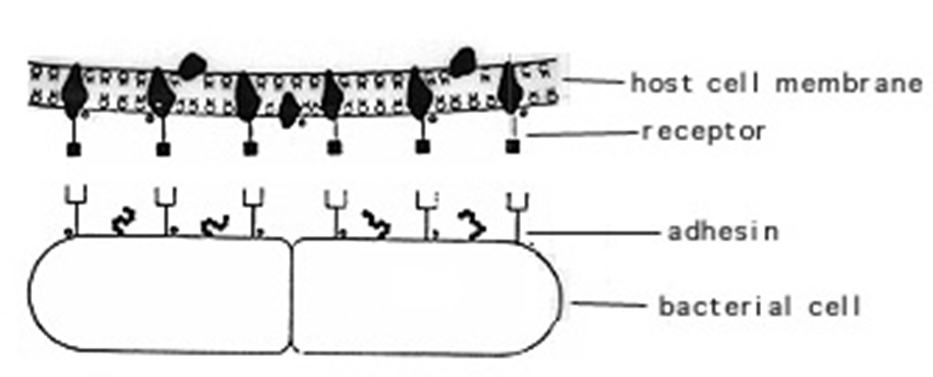 host cell membrane
receptor
adhesin
bacterial cell